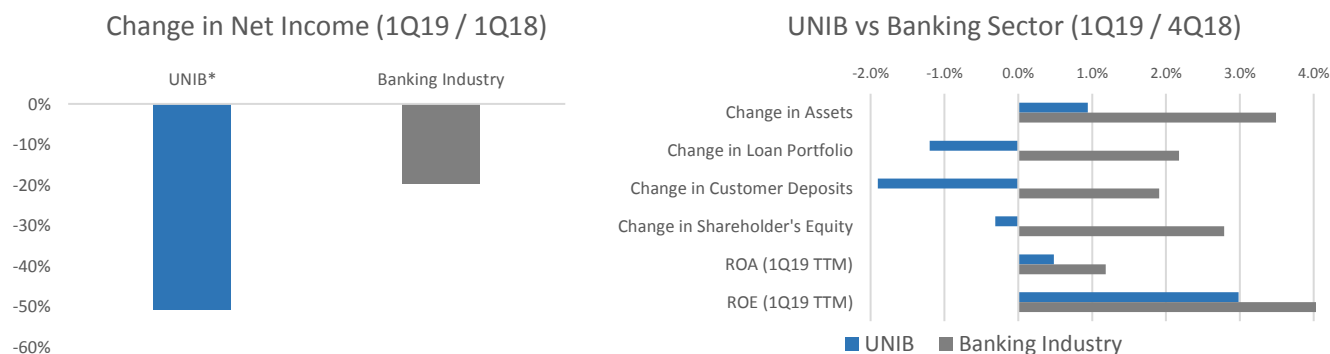 Change in Net Income (1Q19 / 1Q18)
UNIB*
Banking Industry
0%
-10%
-20%
-30%
-40%
-50%
-60%
UNIB vs Banking Sector (1Q19 / 4Q18)
-2.0% -1.0% 0.0% 1.0% 2.0% 3.0% 4.0%
Change in Assets
Change in Loan Portfolio
Change in Customer Deposits
Change in Shareholder's Equity
ROA (1Q19 TTM)
ROE (1Q19 TTM)
UNIB Banking Industry